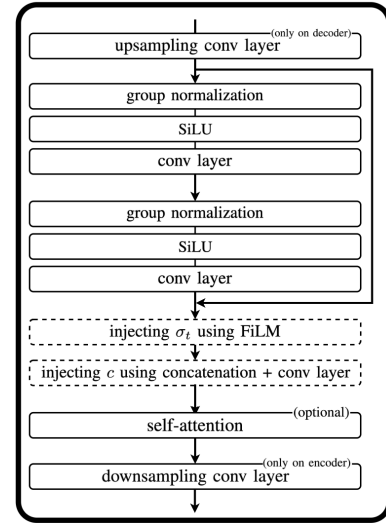 (only on decoder)
upsampling conv layer
group normalization
SiLU
conv layer
group normalization
SiLU
conv layer
injecting σₜ using FiLM
injecting c using concatenation + conv layer
(optional)
self-attention
(only on encoder)
downsampling conv layer